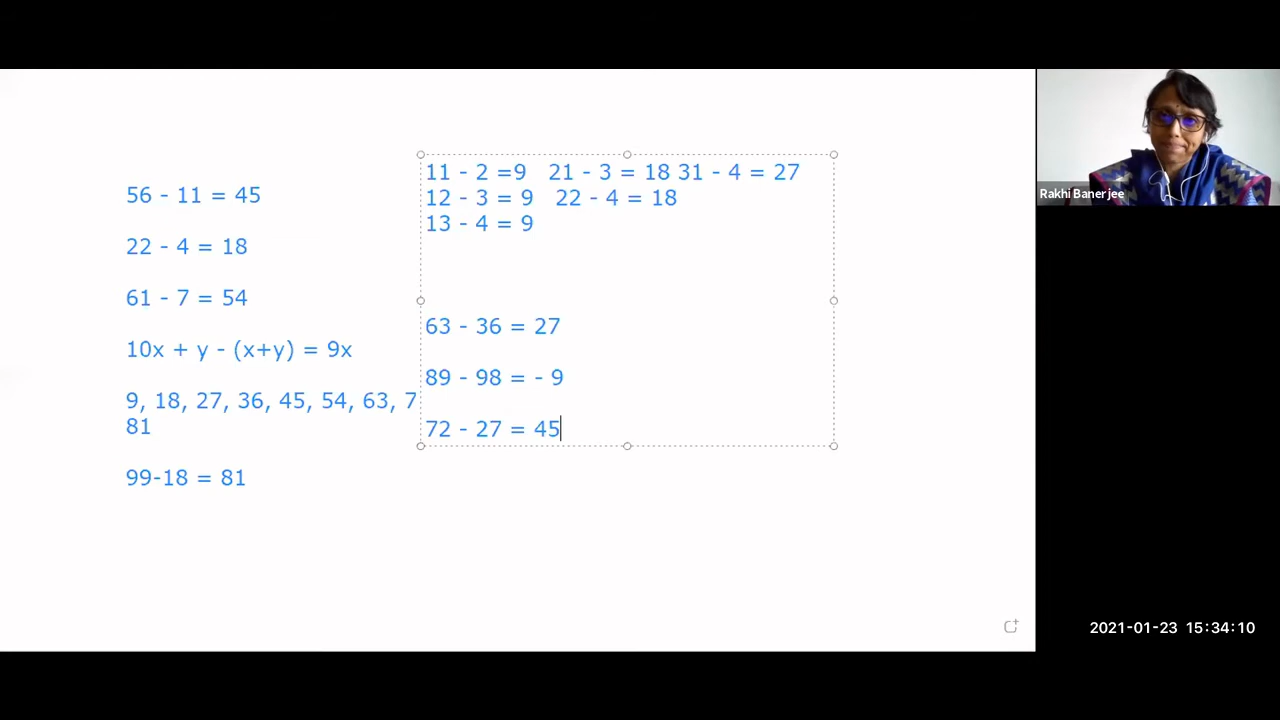 56 - 11 = 45
22 - 4 = 18
61 - 7 = 54
10x + y - (x+y) = 9x
9, 18, 27, 36, 45, 54, 63, 7
81
99-18 = 81
11 - 2 =9   21 - 3 = 18 31 - 4 = 27
12 - 3 = 9   22 - 4 = 18
13 - 4 = 9
63 - 36 = 27
89 - 98 = - 9
72 - 27 = 45
Rakhi Banerjee
2021-01-23 15:34:10